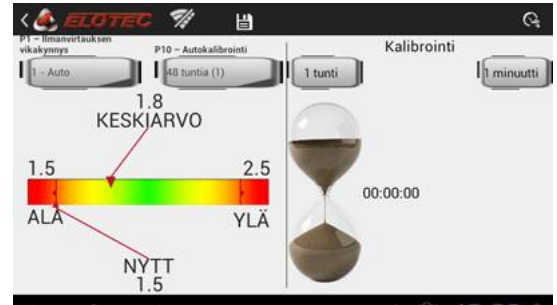 ELOTEC
P1 – Ilmanvirtauksen
vikakynnys
P10 – Autokalibrointi
Kalibrointi
1 - Auto
48 tuntia (1)
1 tunti
1 minuutti
1.8
KESKIARVO
1.5
2.5
ALA
YLÄ
00:00:00
NYTT
1.5